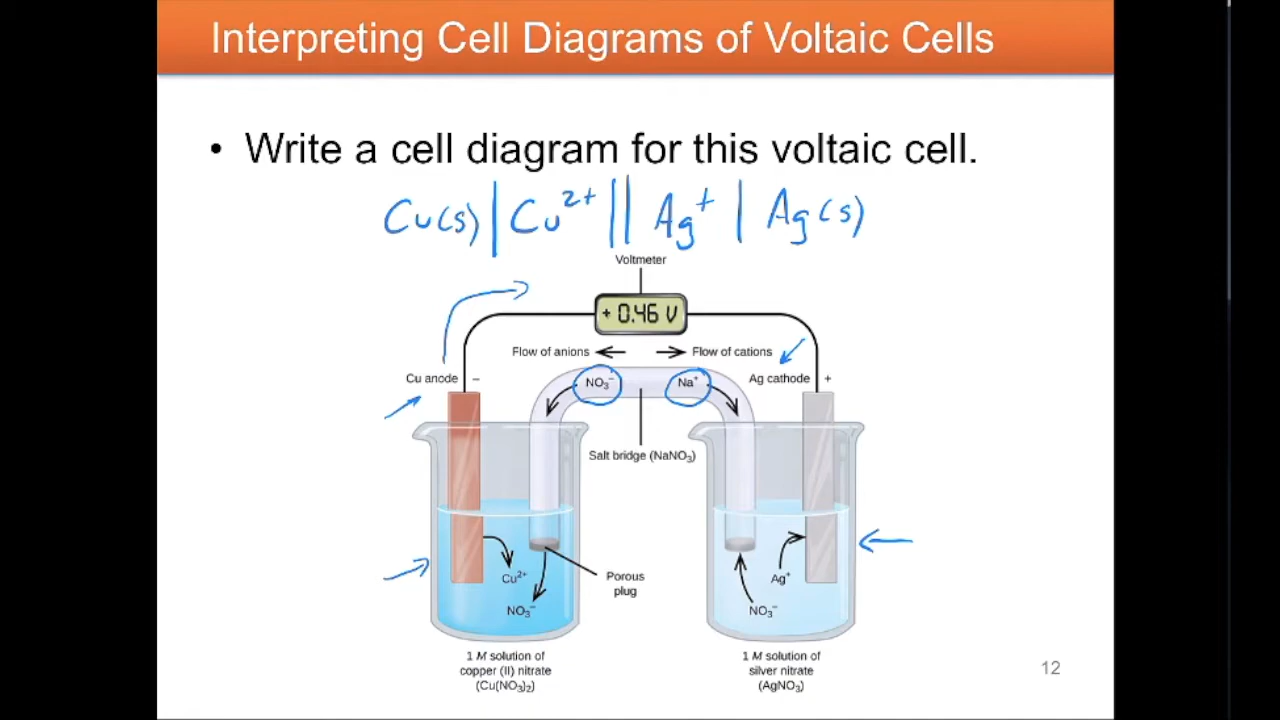 Interpreting Cell Diagrams of Voltaic Cells
• Write a cell diagram for this voltaic cell.
Cu(s) | Cu²⁺ || Ag⁺ | Ag(s)
Voltmeter
+ 0.46 V
Flow of anions
Flow of cations
Cu anode −
NO₃⁻
Na⁺
Ag cathode +
Salt bridge (NaNO₃)
Cu²⁺
NO₃⁻
Porous
plug
Ag⁺
NO₃⁻
1 M solution of
copper (II) nitrate
(Cu(NO₃)₂)
1 M solution of
silver nitrate
(AgNO₃)
12